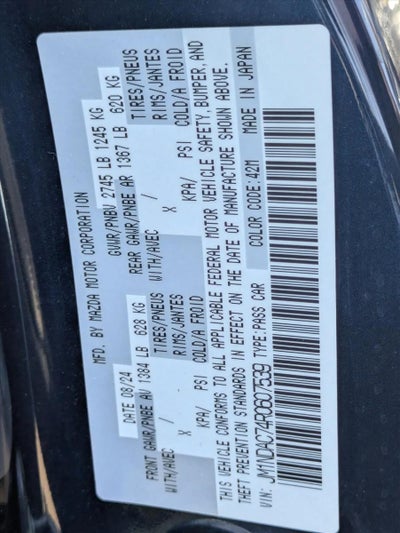 MFD. BY MAZDA MOTOR CORPORATION
DATE 08/24 GVWR/PNBV 2745 LB 1245 KG
FRONT GAWR/PNBE AV 1384 LB 628 KG REAR GAWR/PNBE AR 1367 LB 620 KG
TIRES/PNEUS TIRES/PNEUS
WITH/AVEC / RIMS/JANTES WITH/AVEC / RIMS/JANTES
X X
KPA/ PSI COLD/A FROID KPA/ PSI COLD/A FROID
THIS VEHICLE CONFORMS TO ALL APPLICABLE FEDERAL MOTOR VEHICLE SAFETY, BUMPER, AND
THEFT PREVENTION STANDARDS IN EFFECT ON THE DATE OF MANUFACTURE SHOWN ABOVE.
VIN: JM1NDAC74R0607539 TYPE:PASS CAR COLOR CODE:42M MADE IN JAPAN